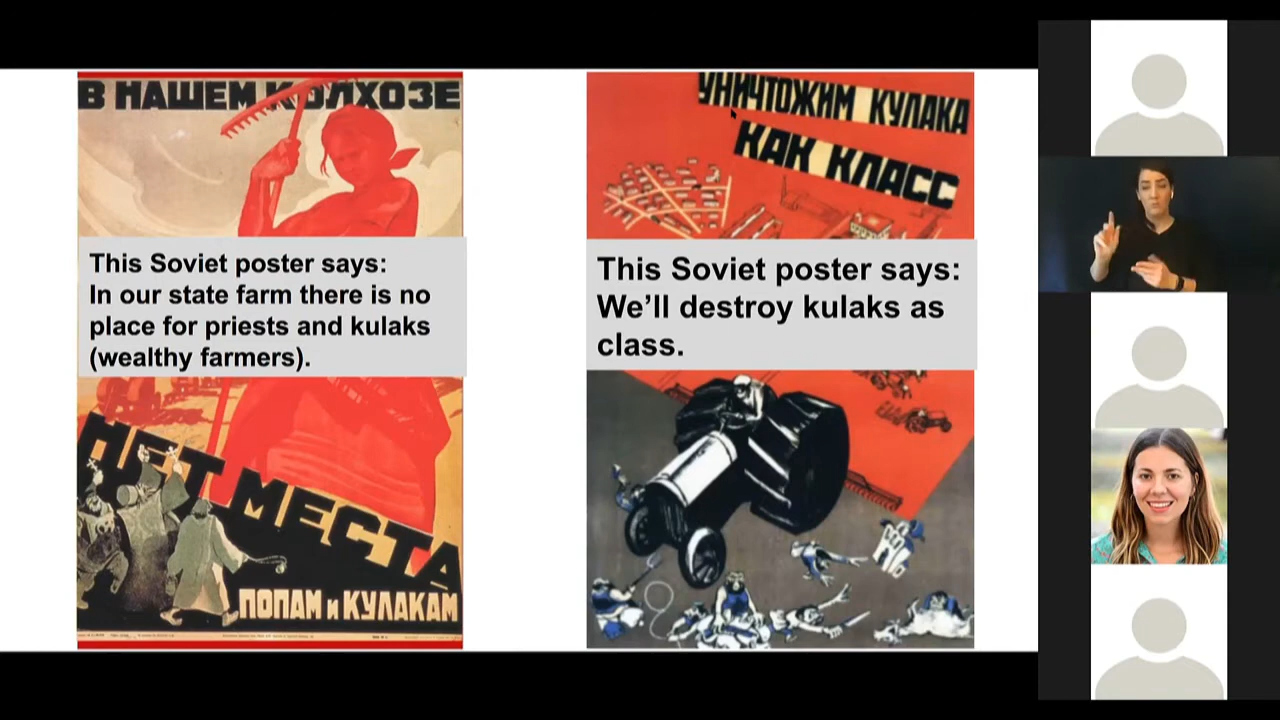 В НАШЕМ КОЛХОЗЕ
This Soviet poster says:
In our state farm there is no
place for priests and kulaks
(wealthy farmers).
НЕТ МЕСТА
ПОПАМ и КУЛАКАМ
УНИЧТОЖИМ КУЛАКА
КАК КЛАСС
This Soviet poster says:
We’ll destroy kulaks as
class.